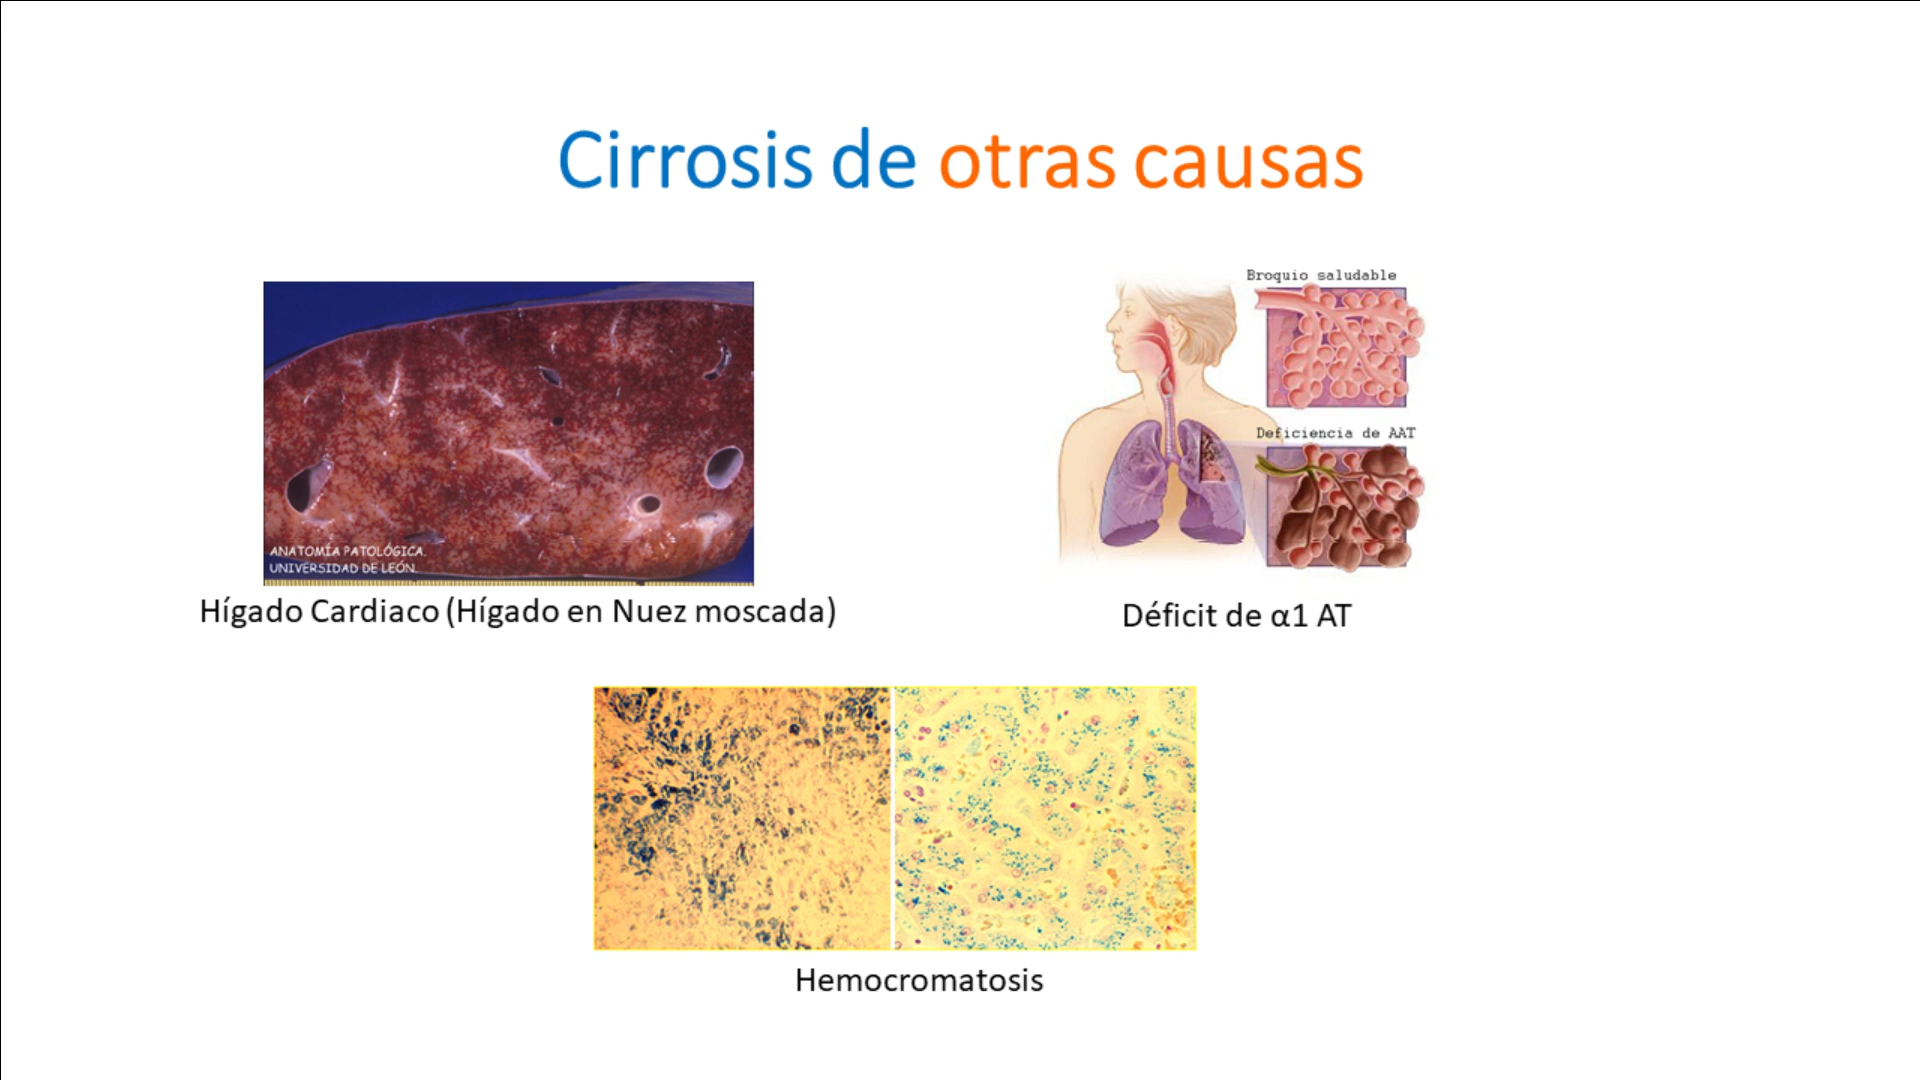 Cirrosis de otras causas
Broquio saludable
Deficiencia de AAT
ANATOMÍA PATOLÓGICA.
UNIVERSIDAD DE LEÓN.
Hígado Cardiaco (Hígado en Nuez moscada)
Déficit de α1 AT
Hemocromatosis